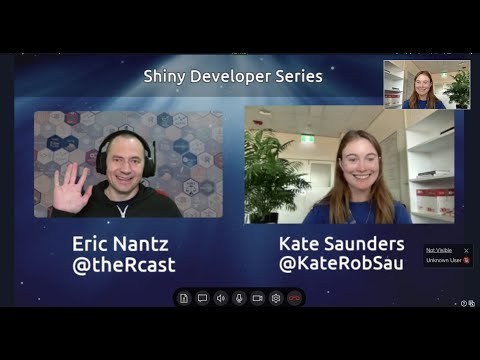 Shiny Developer Series
Eric Nantz
@theRcast
Kate Saunders
@KateRobSau
Not Visible
Unknown User